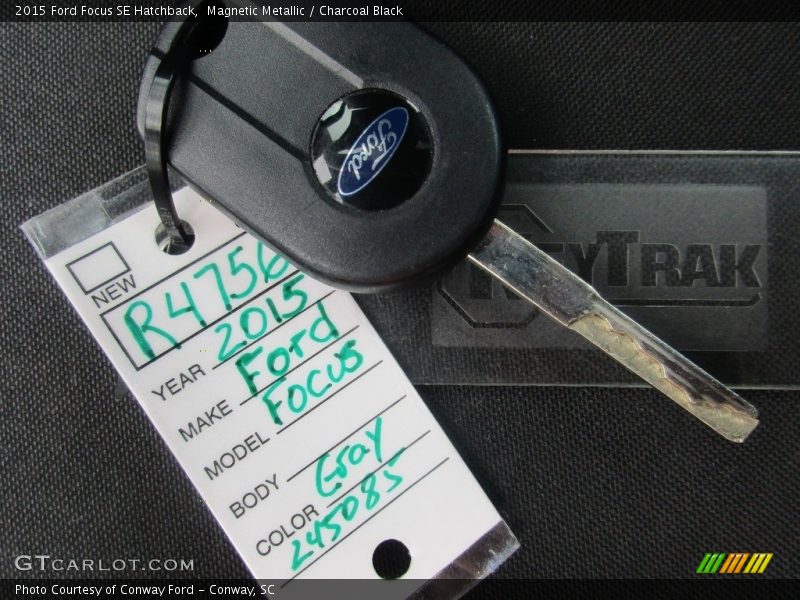 2015 Ford Focus SE Hatchback, Magnetic Metallic / Charcoal Black
Ford
KEYTRAK
NEW
R4756
YEAR 2015
MAKE Ford
MODEL Focus
BODY
COLOR Gray
245085
GTCARLOT.COM
Photo Courtesy of Conway Ford - Conway, SC